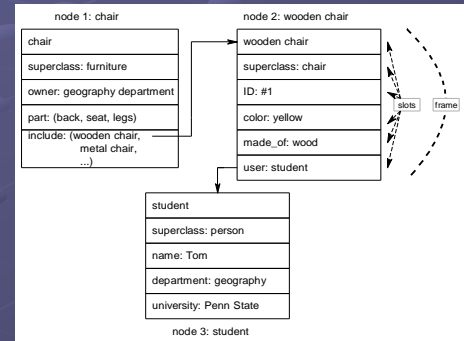 node 1: chair
chair
superclass: furniture
owner: geography department
part: (back, seat, legs)
include: (wooden chair,
metal chair,
...)
node 2: wooden chair
wooden chair
superclass: chair
ID: #1
color: yellow
made_of: wood
user: student
slots
frame
student
superclass: person
name: Tom
department: geography
university: Penn State
node 3: student